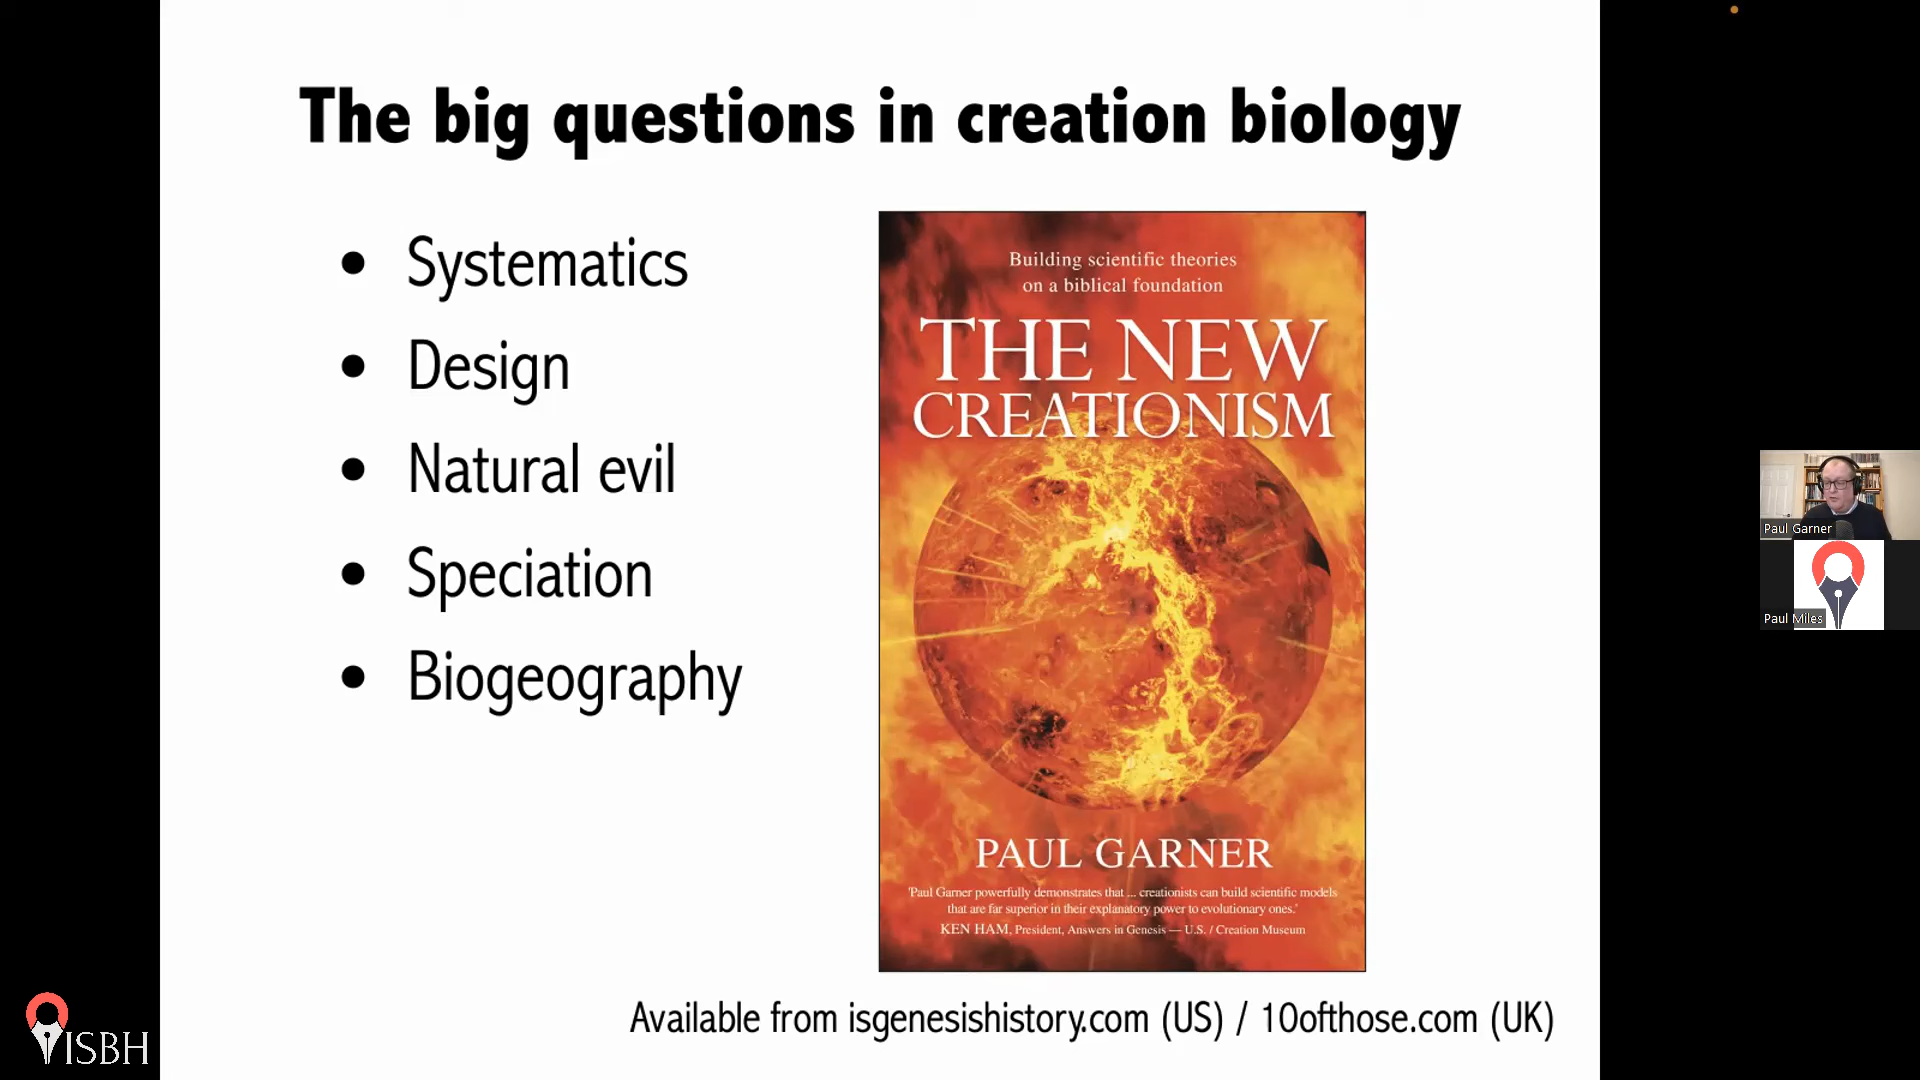 The big questions in creation biology
• Systematics
• Design
• Natural evil
• Speciation
• Biogeography
Building scientific theories
on a biblical foundation
THE NEW
CREATIONISM
PAUL GARNER
'Paul Garner powerfully demonstrates that ... creationists can build scientific models
that are far superior in their explanatory power to evolutionary ones.'
KEN HAM, President, Answers in Genesis — U.S. / Creation Museum
Available from isgenesishistory.com (US) / 10ofthose.com (UK)
Paul Garner
Paul Miles
ISBH